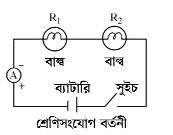 R₁ R₂
বাল্ব বাল্ব
A
+
−
ব্যাটারি সুইচ
+ −
শ্রেণিসংযোগ বর্তনী